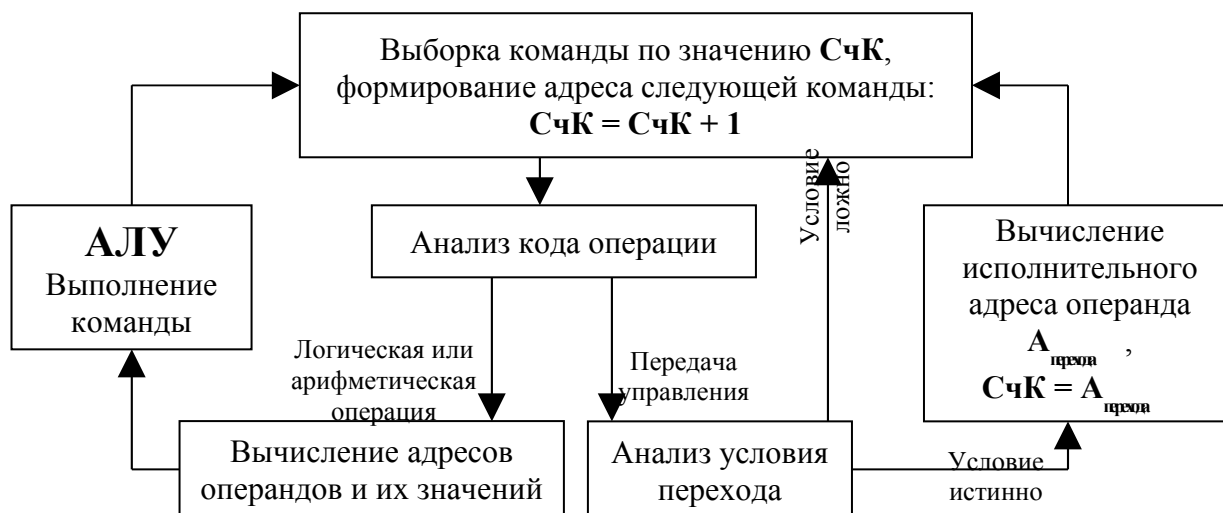 Выборка команды по значению СчК,
формирование адреса следующей команды:
СчК = СчК + 1
Условие
ложно
АЛУ
Выполнение
команды
Анализ кода операции
Вычисление
исполнительного
адреса операнда
А перехода ,
СчК = А перехода
Логическая или
арифметическая
операция
Передача
управления
Вычисление адресов
операндов и их значений
Анализ условия
перехода
Условие
истинно